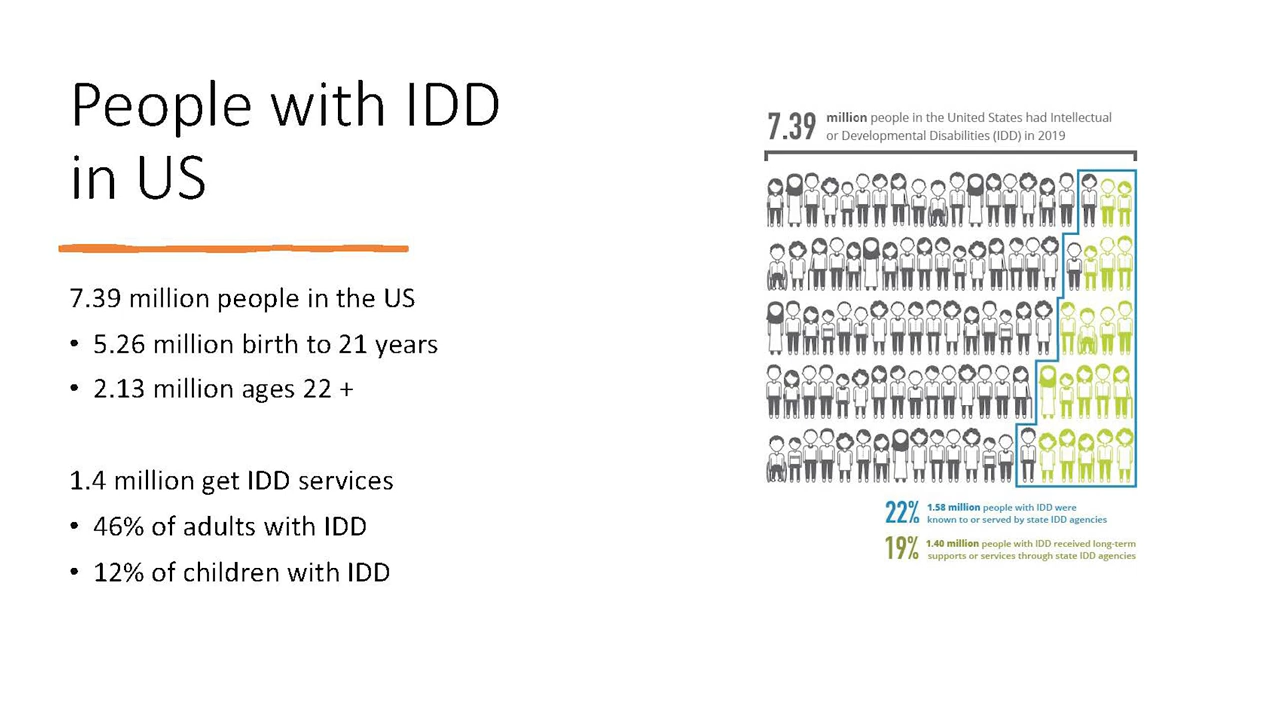 People with IDD
in US
7.39 million people in the US
• 5.26 million birth to 21 years
• 2.13 million ages 22 +
1.4 million get IDD services
• 46% of adults with IDD
• 12% of children with IDD
7.39 million people in the United States had Intellectual
or Developmental Disabilities (IDD) in 2019
22% 1.58 million people with IDD were
known to or served by state IDD agencies
19% 1.40 million people with IDD received long-term
supports or services through state IDD agencies